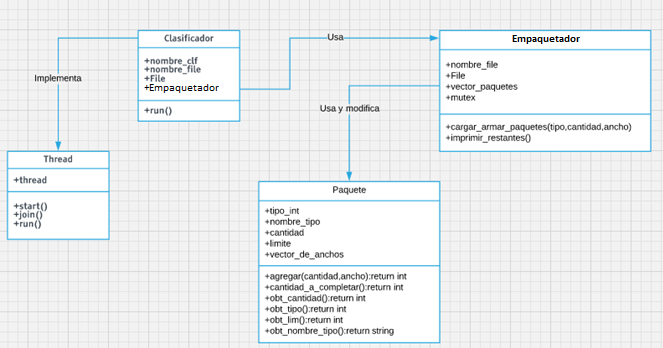 Clasificador
+nombre_clf
+nombre_file
+File
+Empaquetador
+run()
Usa
Empaquetador
+nombre_file
+File
+vector_paquetes
+mutex
+cargar_armar_paquetes(tipo,cantidad,ancho)
+imprimir_restantes()
Implementa
Usa y modifica
Thread
+thread
+start()
+join()
+run()
Paquete
+tipo_int
+nombre_tipo
+cantidad
+limite
+vector_de_anchos
+agregar(cantidad,ancho):return int
+cantidad_a_completar():return int
+obt_cantidad():return int
+obt_tipo():return int
+obt_lim():return int
+obt_nombre_tipo():return string